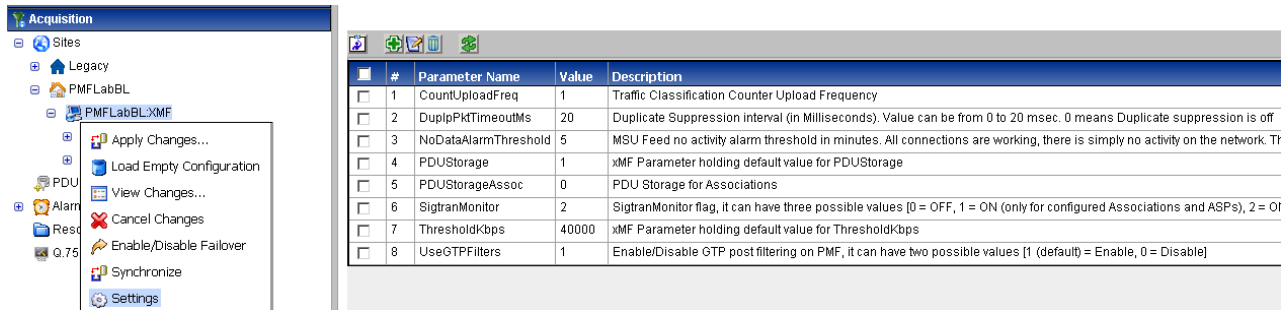 Acquisition
Sites
Legacy
PMFLabBL
PMFLabBL:XMF
Apply Changes...
Load Empty Configuration
PDU
View Changes...
Alarn
Cancel Changes
Reso
Enable/Disable Failover
Q.75
Synchronize
Settings
# Parameter Name Value Description
1 CountUploadFreq 1 Traffic Classification Counter Upload Frequency
2 DuplpPktTimeoutMs 20 Duplicate Suppression interval (in Milliseconds). Value can be from 0 to 20 msec. 0 means Duplicate suppression is off
3 NoDataAlarmThreshold 5 MSU Feed no activity alarm threshold in minutes. All connections are working, there is simply no activity on the network. Th
4 PDUStorage 1 xMF Parameter holding default value for PDUStorage
5 PDUStorageAssoc 0 PDU Storage for Associations
6 SigtranMonitor 2 SigtranMonitor flag, it can have three possible values [0 = OFF, 1 = ON (only for configured Associations and ASPs), 2 = ON
7 ThresholdKbps 40000 xMF Parameter holding default value for ThresholdKbps
8 UseGTPFilters 1 Enable/Disable GTP post filtering on PMF, it can have two possible values [1 (default) = Enable, 0 = Disable]